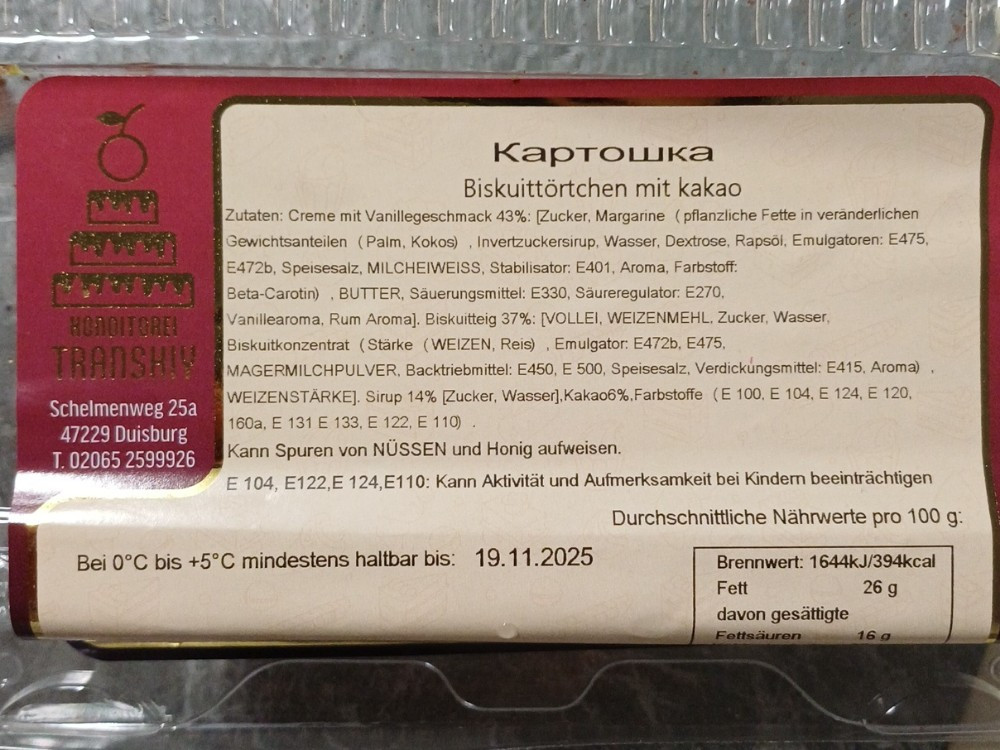 KONDITOREI
TRANSKIY
Schelmenweg 25a
47229 Duisburg
T. 02065 2599926
Картошка
Biskuittörtchen mit kakao
Zutaten: Creme mit Vanillegeschmack 43%: [Zucker, Margarine ( pflanzliche Fette in veränderlichen
Gewichtsanteilen ( Palm, Kokos) , Invertzuckersirup, Wasser, Dextrose, Rapsöl, Emulgatoren: E475,
E472b, Speisesalz, MILCHEIWEISS, Stabilisator: E401, Aroma, Farbstoff:
Beta-Carotin) , BUTTER, Säuerungsmittel: E330, Säureregulator: E270,
Vanillearoma, Rum Aroma]. Biskuitteig 37%: [VOLLEI, WEIZENMEHL, Zucker, Wasser,
Biskuitkonzentrat ( Stärke ( WEIZEN, Reis) , Emulgator: E472b, E475,
MAGERMILCHPULVER, Backtriebmittel: E450, E 500, Speisesalz, Verdickungsmittel: E415, Aroma) ,
WEIZENSTÄRKE]. Sirup 14% [Zucker, Wasser],Kakao6%,Farbstoffe ( E 100, E 104, E 124, E 120,
160a, E 131 E 133, E 122, E 110) .
Kann Spuren von NÜSSEN und Honig aufweisen.
E 104, E122,E 124,E110: Kann Aktivität und Aufmerksamkeit bei Kindern beeinträchtigen
Durchschnittliche Nährwerte pro 100 g:
Bei 0°C bis +5°C mindestens haltbar bis: 19.11.2025
Brennwert: 1644kJ/394kcal
Fett 26 g
davon gesättigte
Fettsäuren 16 g